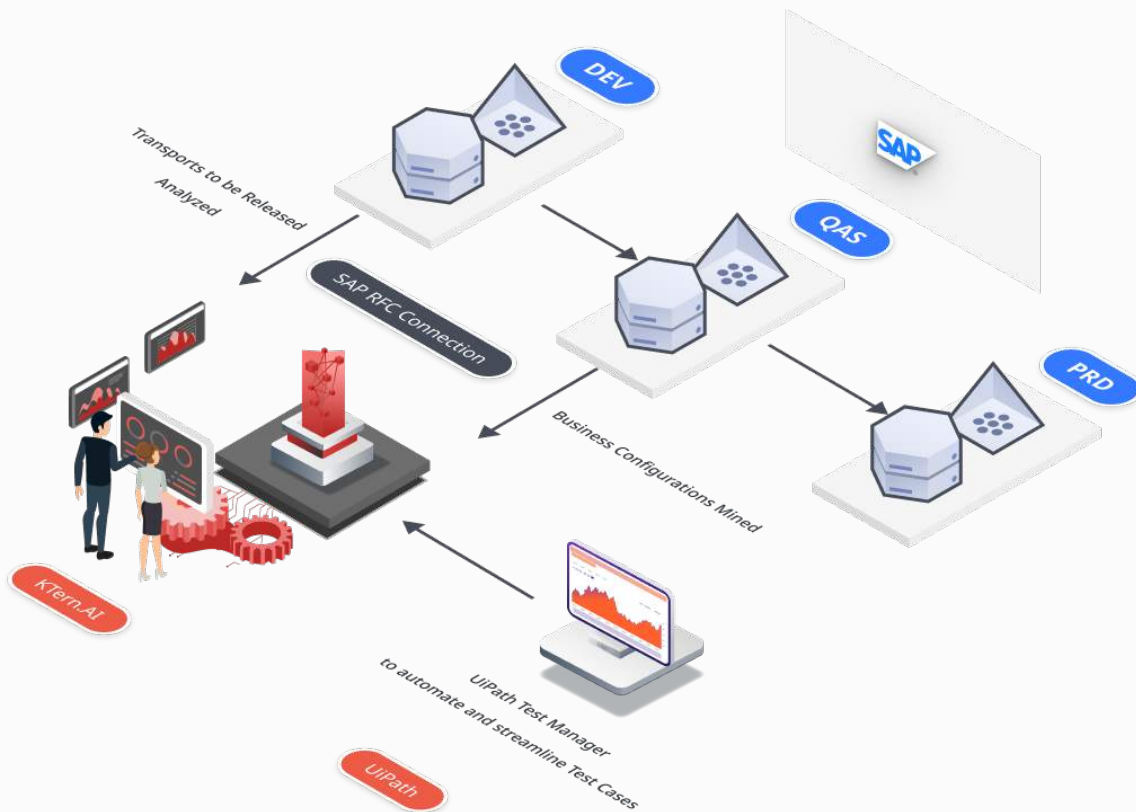 DEV
SAP
Transports to be Released
Analyzed
QAS
SAP RFC Connection
PRD
Business Configurations Mined
KTern.AI
UiPath Test Manager
to automate and streamline Test Cases
UiPath